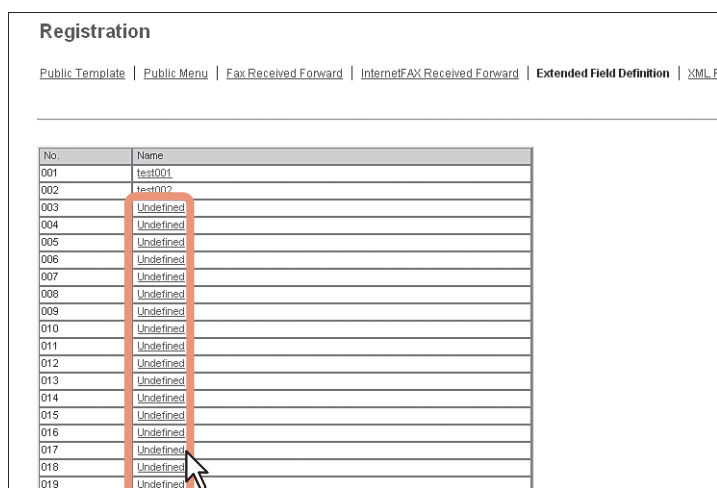 Registration
Public Template | Public Menu | Fax Received Forward | InternetFAX Received Forward | Extended Field Definition | XML
No. Name
001 test001
002 test002
003 Undefined
004 Undefined
005 Undefined
006 Undefined
007 Undefined
008 Undefined
009 Undefined
010 Undefined
011 Undefined
012 Undefined
013 Undefined
014 Undefined
015 Undefined
016 Undefined
017 Undefined
018 Undefined
019 Undefined